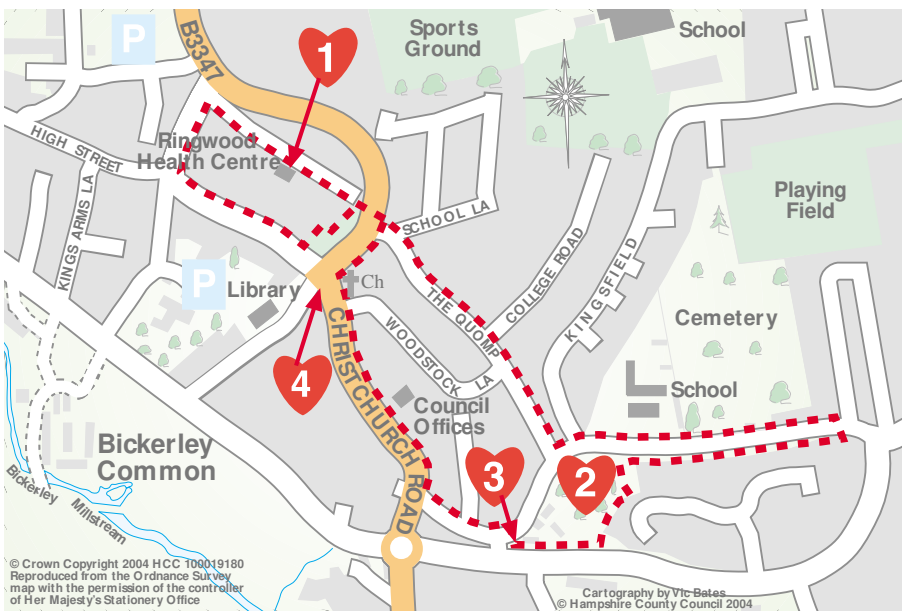 P
B3347
1
Sports
Ground
School
HIGH STREET
Ringwood
Health Centre
KINGS ARMS LA
SCHOOL LA
Playing
Field
COLLEGE ROAD
KINGSFIELD
P
Library
Ch
THE QUOMP
WOODSTOCK LA
Cemetery
CHRISTCHURCH ROAD
4
Council
Offices
School
Bickerley
Common
3
2
Bickerley
Millstream
© Crown Copyright 2004 HCC 100019180
Reproduced from the Ordnance Survey
map with the permission of the controller
of Her Majesty's Stationery Office
Cartography by Vic Bates
© Hampshire County Council 2004